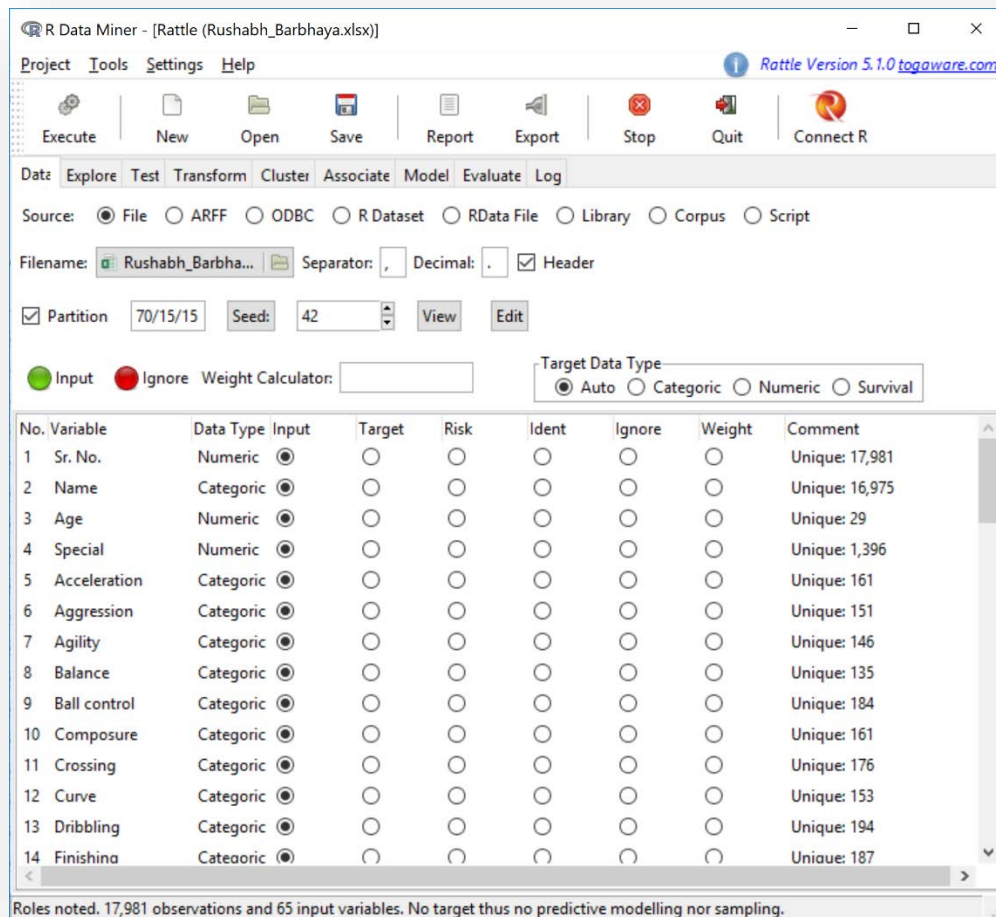 R Data Miner - [Rattle (Rushabh_Barbhaya.xlsx)]
Project Tools Settings Help Rattle Version 5.1.0 togaware.com
Execute New Open Save Report Export Stop Quit Connect R
Data Explore Test Transform Cluster Associate Model Evaluate Log
Source: File ARFF ODBC R Dataset RData File Library Corpus Script
Filename: Rushabh_Barbha... Separator: , Decimal: . Header
Partition 70/15/15 Seed: 42 View Edit
Target Data Type
Input Ignore Weight Calculator: Auto Categoric Numeric Survival
No. Variable Data Type Input Target Risk Ident Ignore Weight Comment
1 Sr. No. Numeric Unique: 17,981
2 Name Categoric Unique: 16,975
3 Age Numeric Unique: 29
4 Special Numeric Unique: 1,396
5 Acceleration Categoric Unique: 161
6 Aggression Categoric Unique: 151
7 Agility Categoric Unique: 146
8 Balance Categoric Unique: 135
9 Ball control Categoric Unique: 184
10 Composure Categoric Unique: 161
11 Crossing Categoric Unique: 176
12 Curve Categoric Unique: 153
13 Dribbling Categoric Unique: 194
14 Finishing Categoric Unique: 187
Roles noted. 17,981 observations and 65 input variables. No target thus no predictive modelling nor sampling.